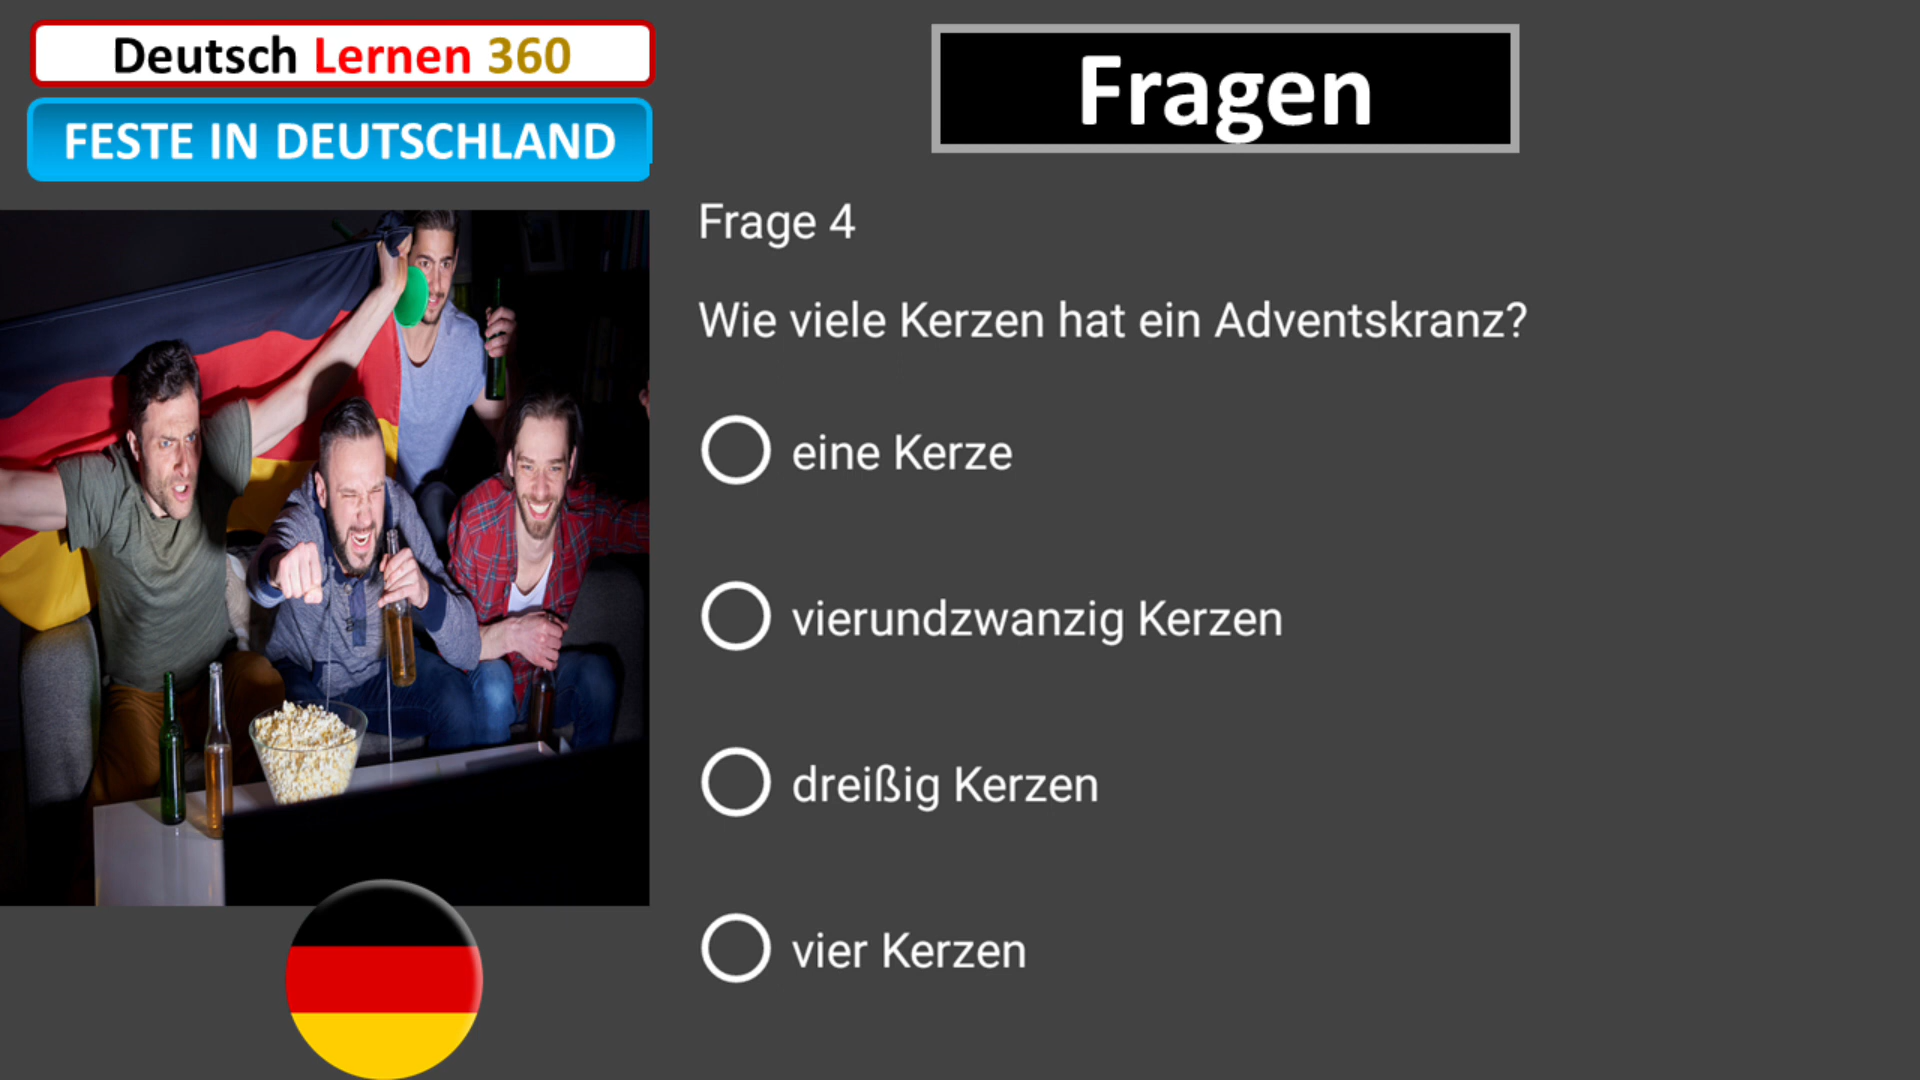 Deutsch Lernen 360
FESTE IN DEUTSCHLAND
Fragen
Frage 4
Wie viele Kerzen hat ein Adventskranz?
eine Kerze
vierundzwanzig Kerzen
dreißig Kerzen
vier Kerzen